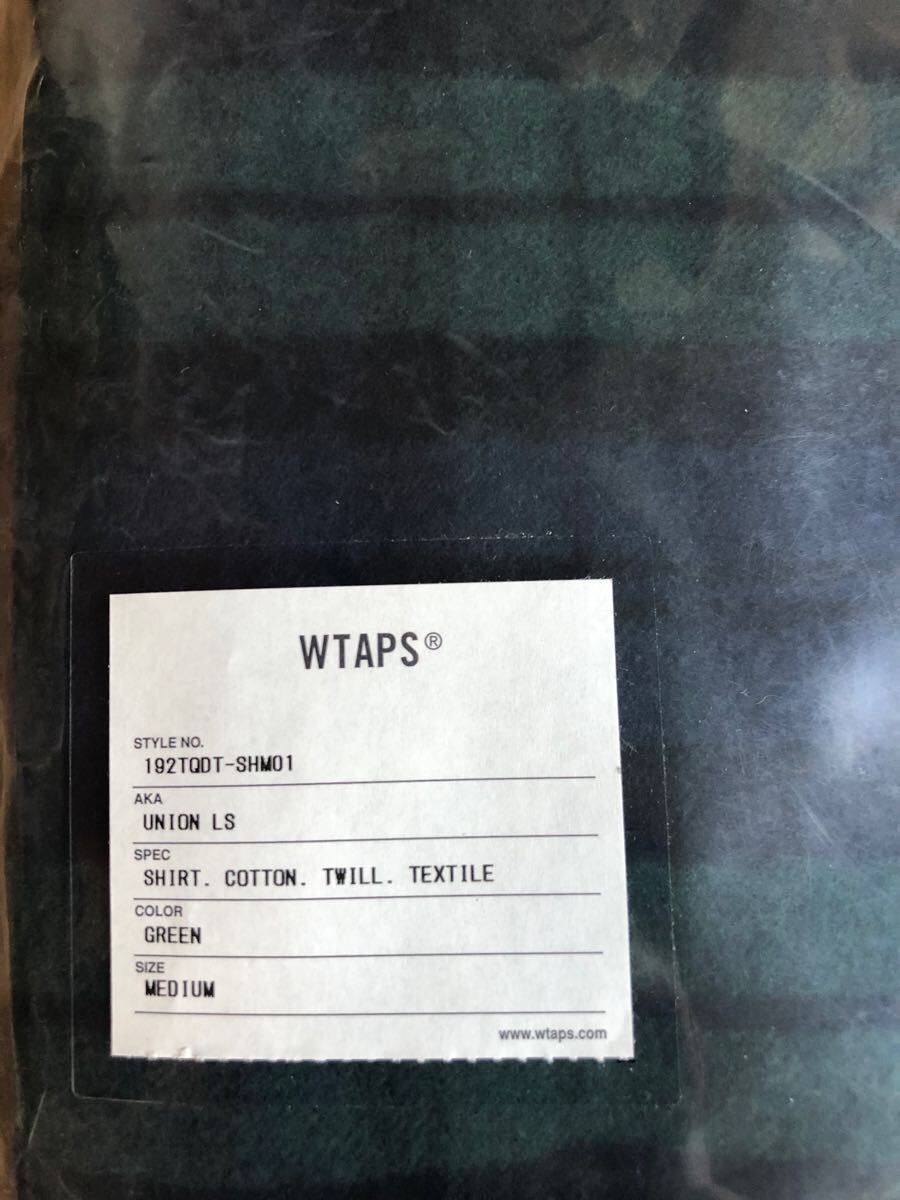 WTAPS®
STYLE NO.
192TQDT-SHM01
AKA
UNION LS
SPEC
SHIRT. COTTON. TWILL. TEXTILE
COLOR
GREEN
SIZE
MEDIUM
www.wtaps.com